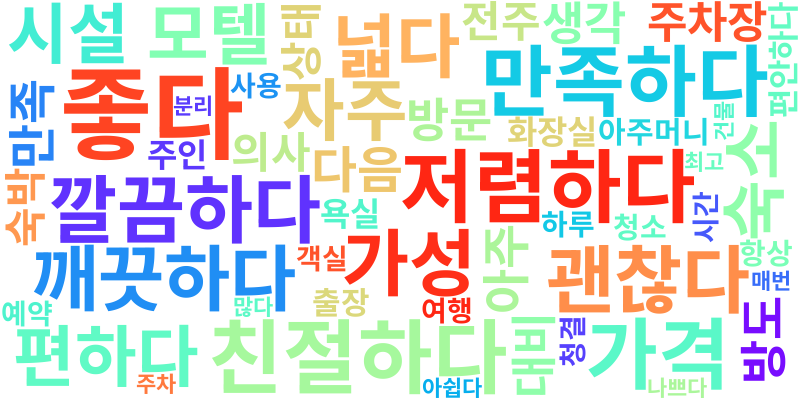 시설
모텔
상태
넓다
전주
생각
주차장
편안하다
만족
좋다
분리
사용
자주
방문
만족하다
화장실
아주머니
건물
최고
숙소
주인
의사
다음
저렴하다
숙박
깔끔하다
욕실
하루
청소
시간
항상
깨끗하다
객실
가성
아주
괜찮다
매번
예약
많다
출장
여행
방도
편하다
친절하다
대비
청결
가격
주차
아쉽다
나쁘다